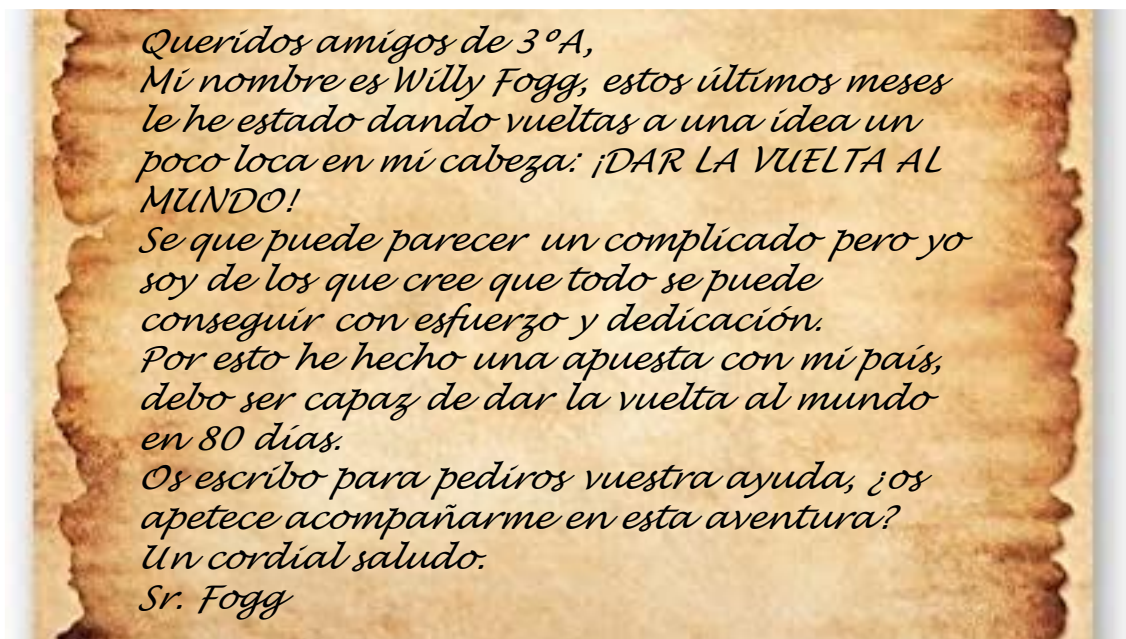 Queridos amigos de 3ºA,
Mi nombre es Willy Fogg, estos últimos meses
le he estado dando vueltas a una idea un
poco loca en mi cabeza: ¡DAR LA VUELTA AL
MUNDO!
Se que puede parecer un complicado pero yo
soy de los que cree que todo se puede
conseguir con esfuerzo y dedicación.
Por esto he hecho una apuesta con mi país,
debo ser capaz de dar la vuelta al mundo
en 80 días.
Os escribo para pediros vuestra ayuda, ¿os
apetece acompañarme en esta aventura?
Un cordial saludo.
Sr. Fogg